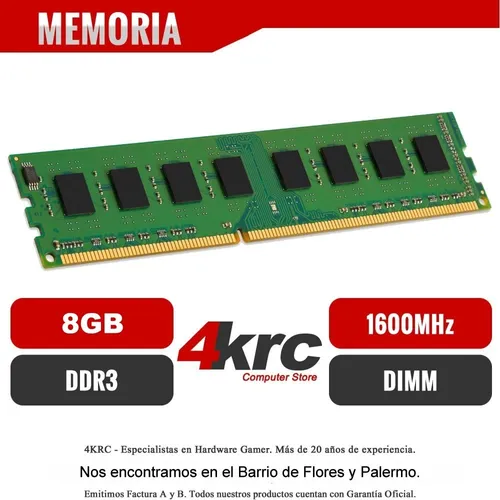 MEMORIA
8GB
4krc
Computer Store
1600MHz
DDR3
DIMM
4KRC - Especialistas en Hardware Gamer. Más de 20 años de experiencia.
Nos encontramos en el Barrio de Flores y Palermo.
Emitimos Factura A y B. Todos nuestros productos cuentan con Garantía Oficial.